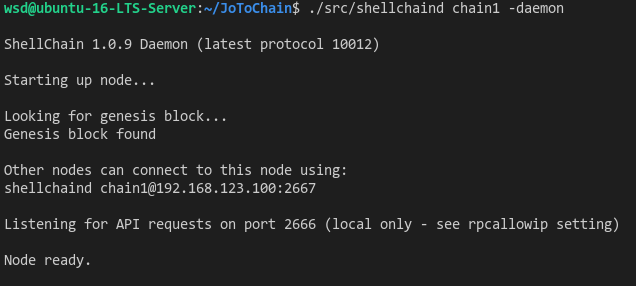 wsd@ubuntu-16-LTS-Server:~/JoToChain$ ./src/shellchaind chain1 -daemon
ShellChain 1.0.9 Daemon (latest protocol 10012)
Starting up node...
Looking for genesis block...
Genesis block found
Other nodes can connect to this node using:
shellchaind chain1@192.168.123.100:2667
Listening for API requests on port 2666 (local only - see rpcallowip setting)
Node ready.